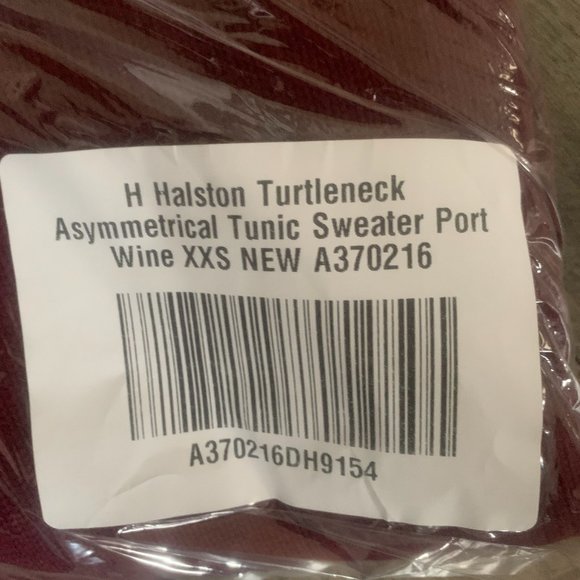 H Halston Turtleneck
Asymmetrical Tunic Sweater Port
Wine XXS NEW A370216
A370216DH9154